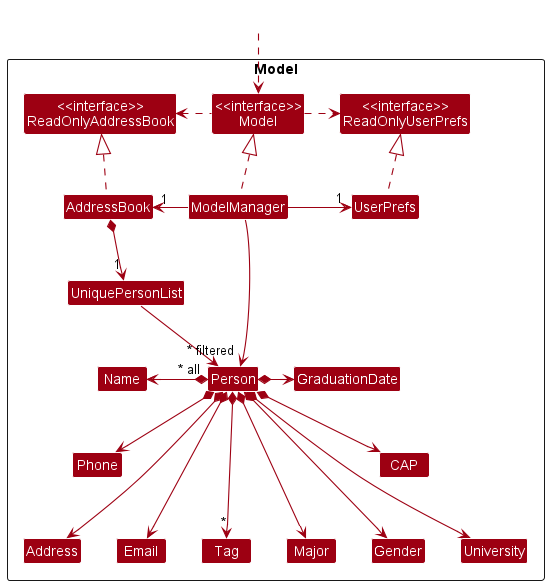 Model
<<interface>>
ReadOnlyAddressBook
<<interface>>
Model
<<interface>>
ReadOnlyUserPrefs
AddressBook
1
ModelManager
1
UserPrefs
1
UniquePersonList
* filtered
* all
Name
Person
GraduationDate
Phone
CAP
*
Address
Email
Tag
Major
Gender
University